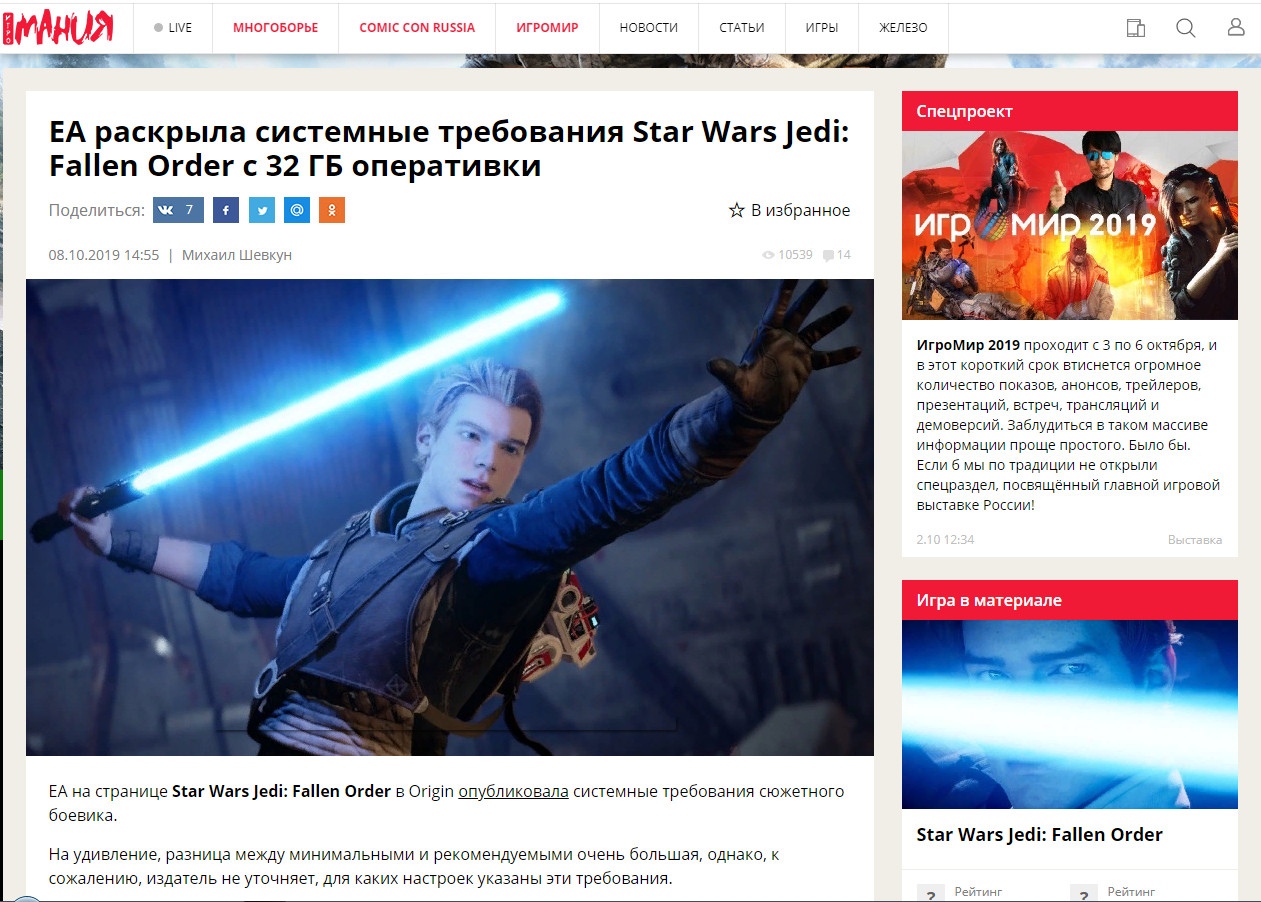 ИГРО МАНИЯ
LIVE
МНОГОБОРЬЕ
COMIC CON RUSSIA
ИГРОМИР
НОВОСТИ
СТАТЬИ
ИГРЫ
ЖЕЛЕЗО
EA раскрыла системные требования Star Wars Jedi:
Fallen Order с 32 ГБ оперативки
Поделиться: 7
В избранное
08.10.2019 14:55 | Михаил Шевкун
10539 14
EA на странице Star Wars Jedi: Fallen Order в Origin опубликовала системные требования сюжетного
боевика.
На удивление, разница между минимальными и рекомендуемыми очень большая, однако, к
сожалению, издатель не уточняет, для каких настроек указаны эти требования.
Спецпроект
ИГРОМИР 2019
ИгроМир 2019 проходит с 3 по 6 октября, и
в этот короткий срок втиснется огромное
количество показов, анонсов, трейлеров,
презентаций, встреч, трансляций и
демоверсий. Заблудиться в таком массиве
информации проще простого. Было бы.
Если б мы по традиции не открыли
спецраздел, посвящённый главной игровой
выставке России!
2.10 12:34
Выставка
Игра в материале
Star Wars Jedi: Fallen Order
? Рейтинг
? Рейтинг